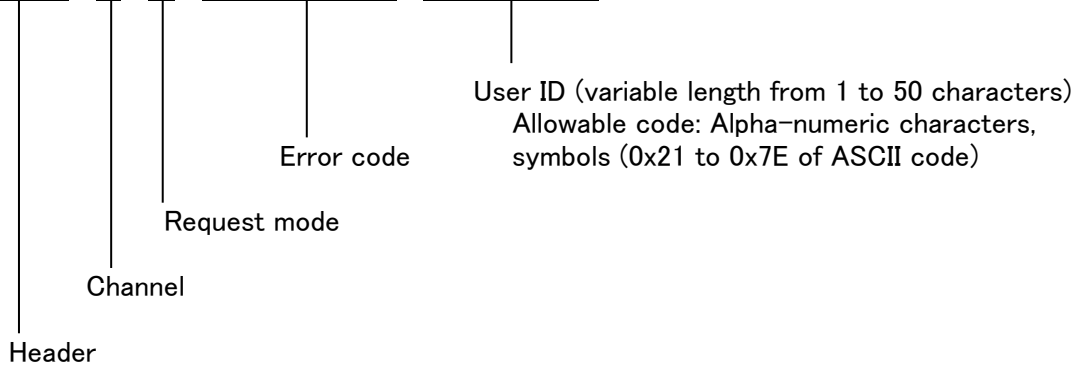 User ID (variable length from 1 to 50 characters)
Allowable code: Alpha-numeric characters,
symbols (0x21 to 0x7E of ASCII code)
Error code
Request mode
Channel
Header